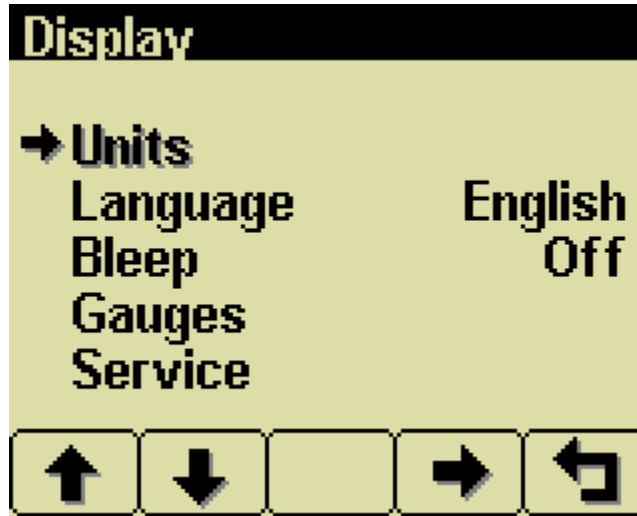 Display
Units
Language English
Bleep Off
Gauges
Service